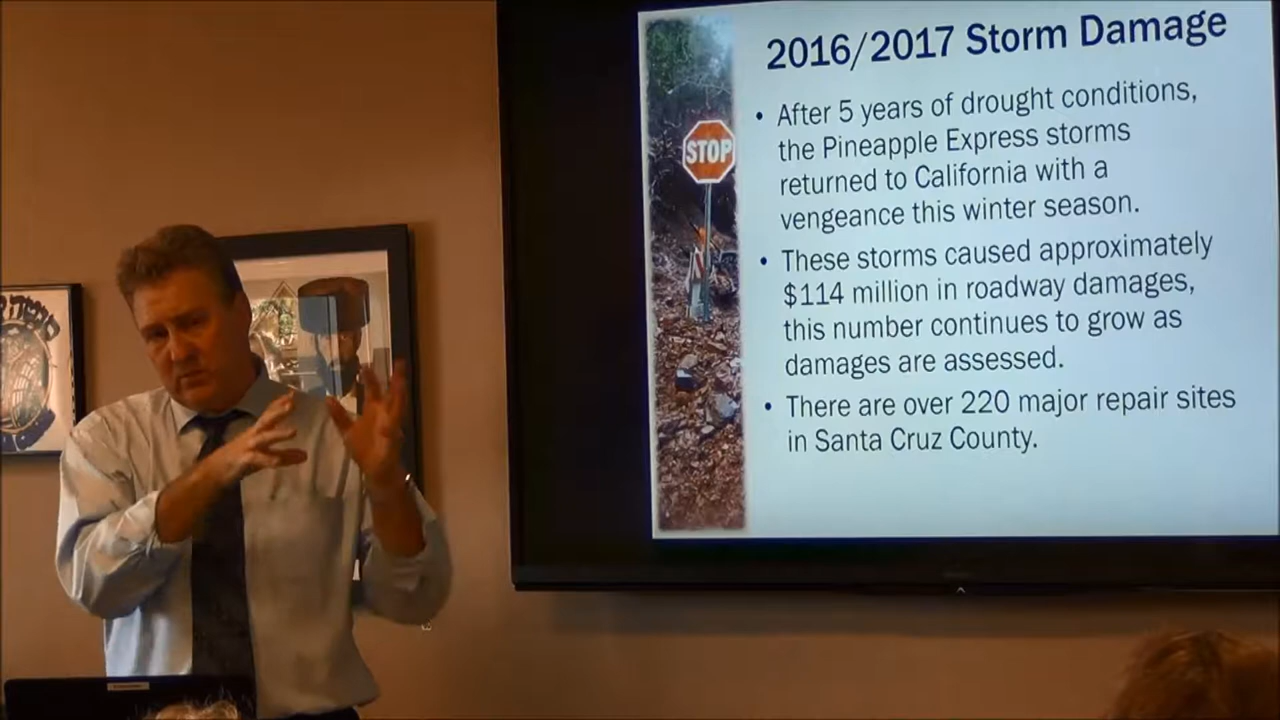 2016/2017 Storm Damage
• After 5 years of drought conditions,
the Pineapple Express storms
returned to California with a
vengeance this winter season.
• These storms caused approximately
$114 million in roadway damages,
this number continues to grow as
damages are assessed.
• There are over 220 major repair sites
in Santa Cruz County.
STOP